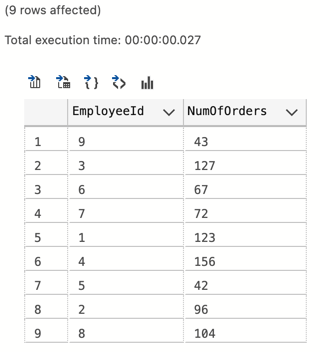 (9 rows affected)
Total execution time: 00:00:00.027
EmployeeId NumOfOrders
1 9 43
2 3 127
3 6 67
4 7 72
5 1 123
6 4 156
7 5 42
8 2 96
9 8 104